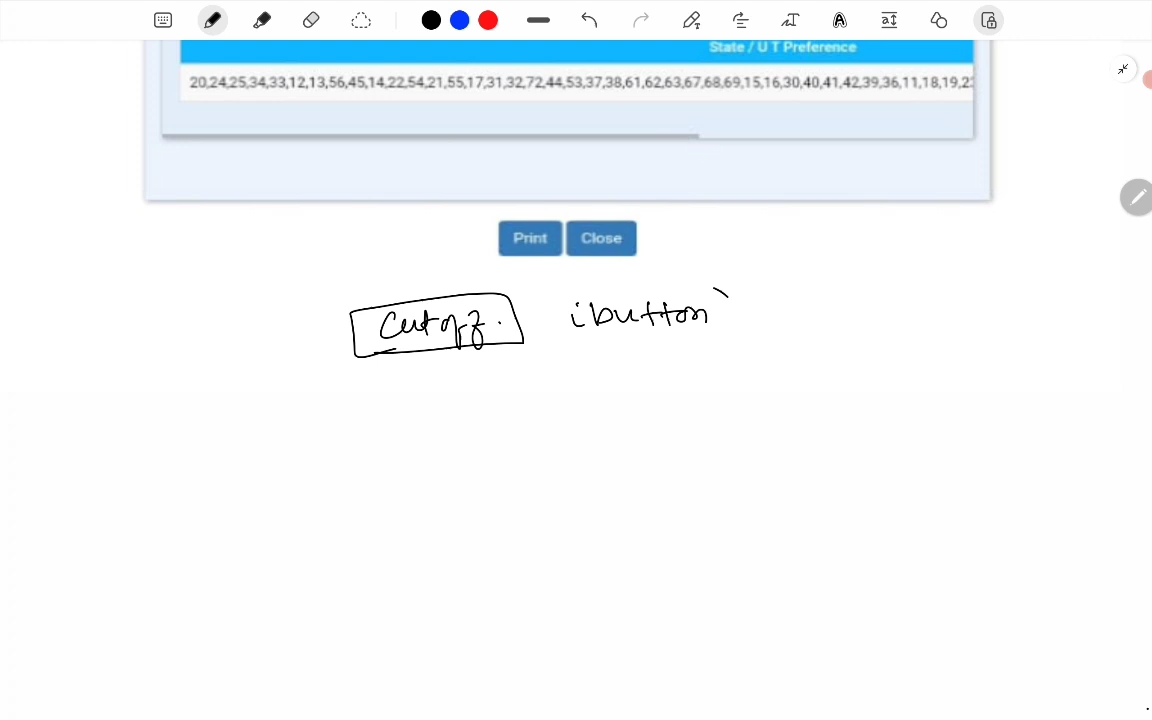 State / U T Preference
20,24,25,34,33,12,13,56,45,14,22,54,21,55,17,31,32,72,44,53,37,38,61,62,63,67,68,69,15,16,30,40,41,42,39,36,11,18,19,23
Print Close
Cutoff. ibutton